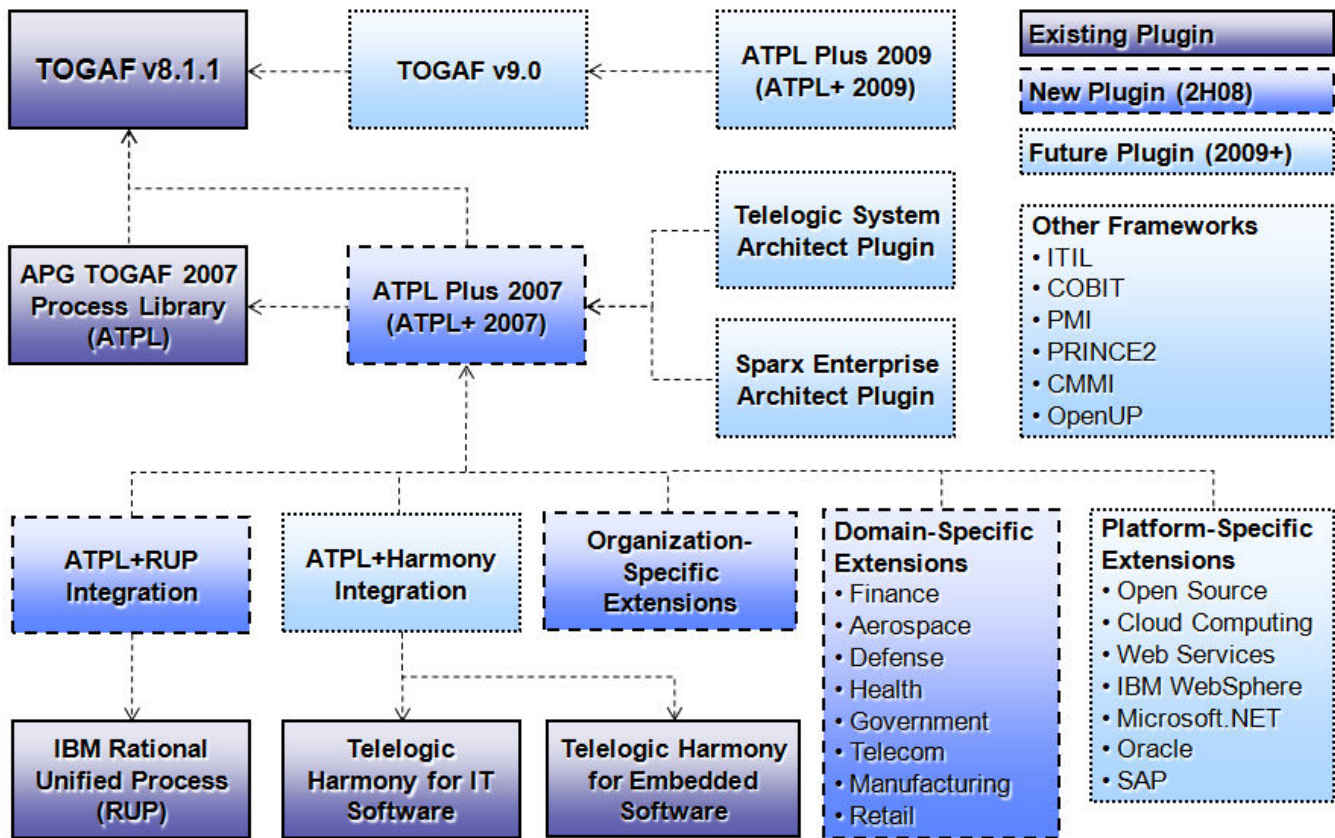 TOGAF v8.1.1
TOGAF v9.0
ATPL Plus 2009
(ATPL+ 2009)
Existing Plugin
New Plugin (2H08)
Future Plugin (2009+)
Telelogic System
Architect Plugin
Other Frameworks
• ITIL
• COBIT
• PMI
• PRINCE2
• CMMI
• OpenUP
APG TOGAF 2007
Process Library
(ATPL)
ATPL Plus 2007
(ATPL+ 2007)
Sparx Enterprise
Architect Plugin
ATPL+RUP
Integration
ATPL+Harmony
Integration
Organization-
Specific
Extensions
Domain-Specific
Extensions
• Finance
• Aerospace
• Defense
• Health
• Government
• Telecom
• Manufacturing
• Retail
Platform-Specific
Extensions
• Open Source
• Cloud Computing
• Web Services
• IBM WebSphere
• Microsoft.NET
• Oracle
• SAP
IBM Rational
Unified Process
(RUP)
Telelogic
Harmony for IT
Software
Telelogic Harmony
for Embedded
Software